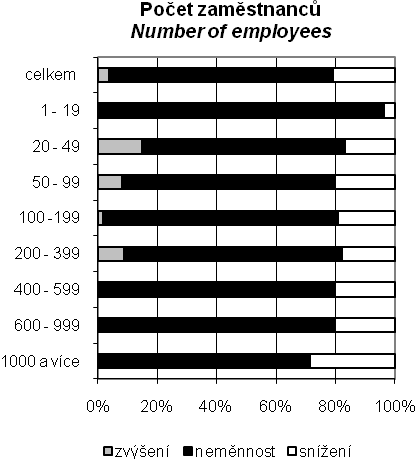 Počet zaměstnanců
Number of employees
celkem
1 - 19
20 - 49
50 - 99
100 -199
200 - 399
400 - 599
600 - 999
1000 a více
0% 20% 40% 60% 80% 100%
zvýšení neměnnost snížení